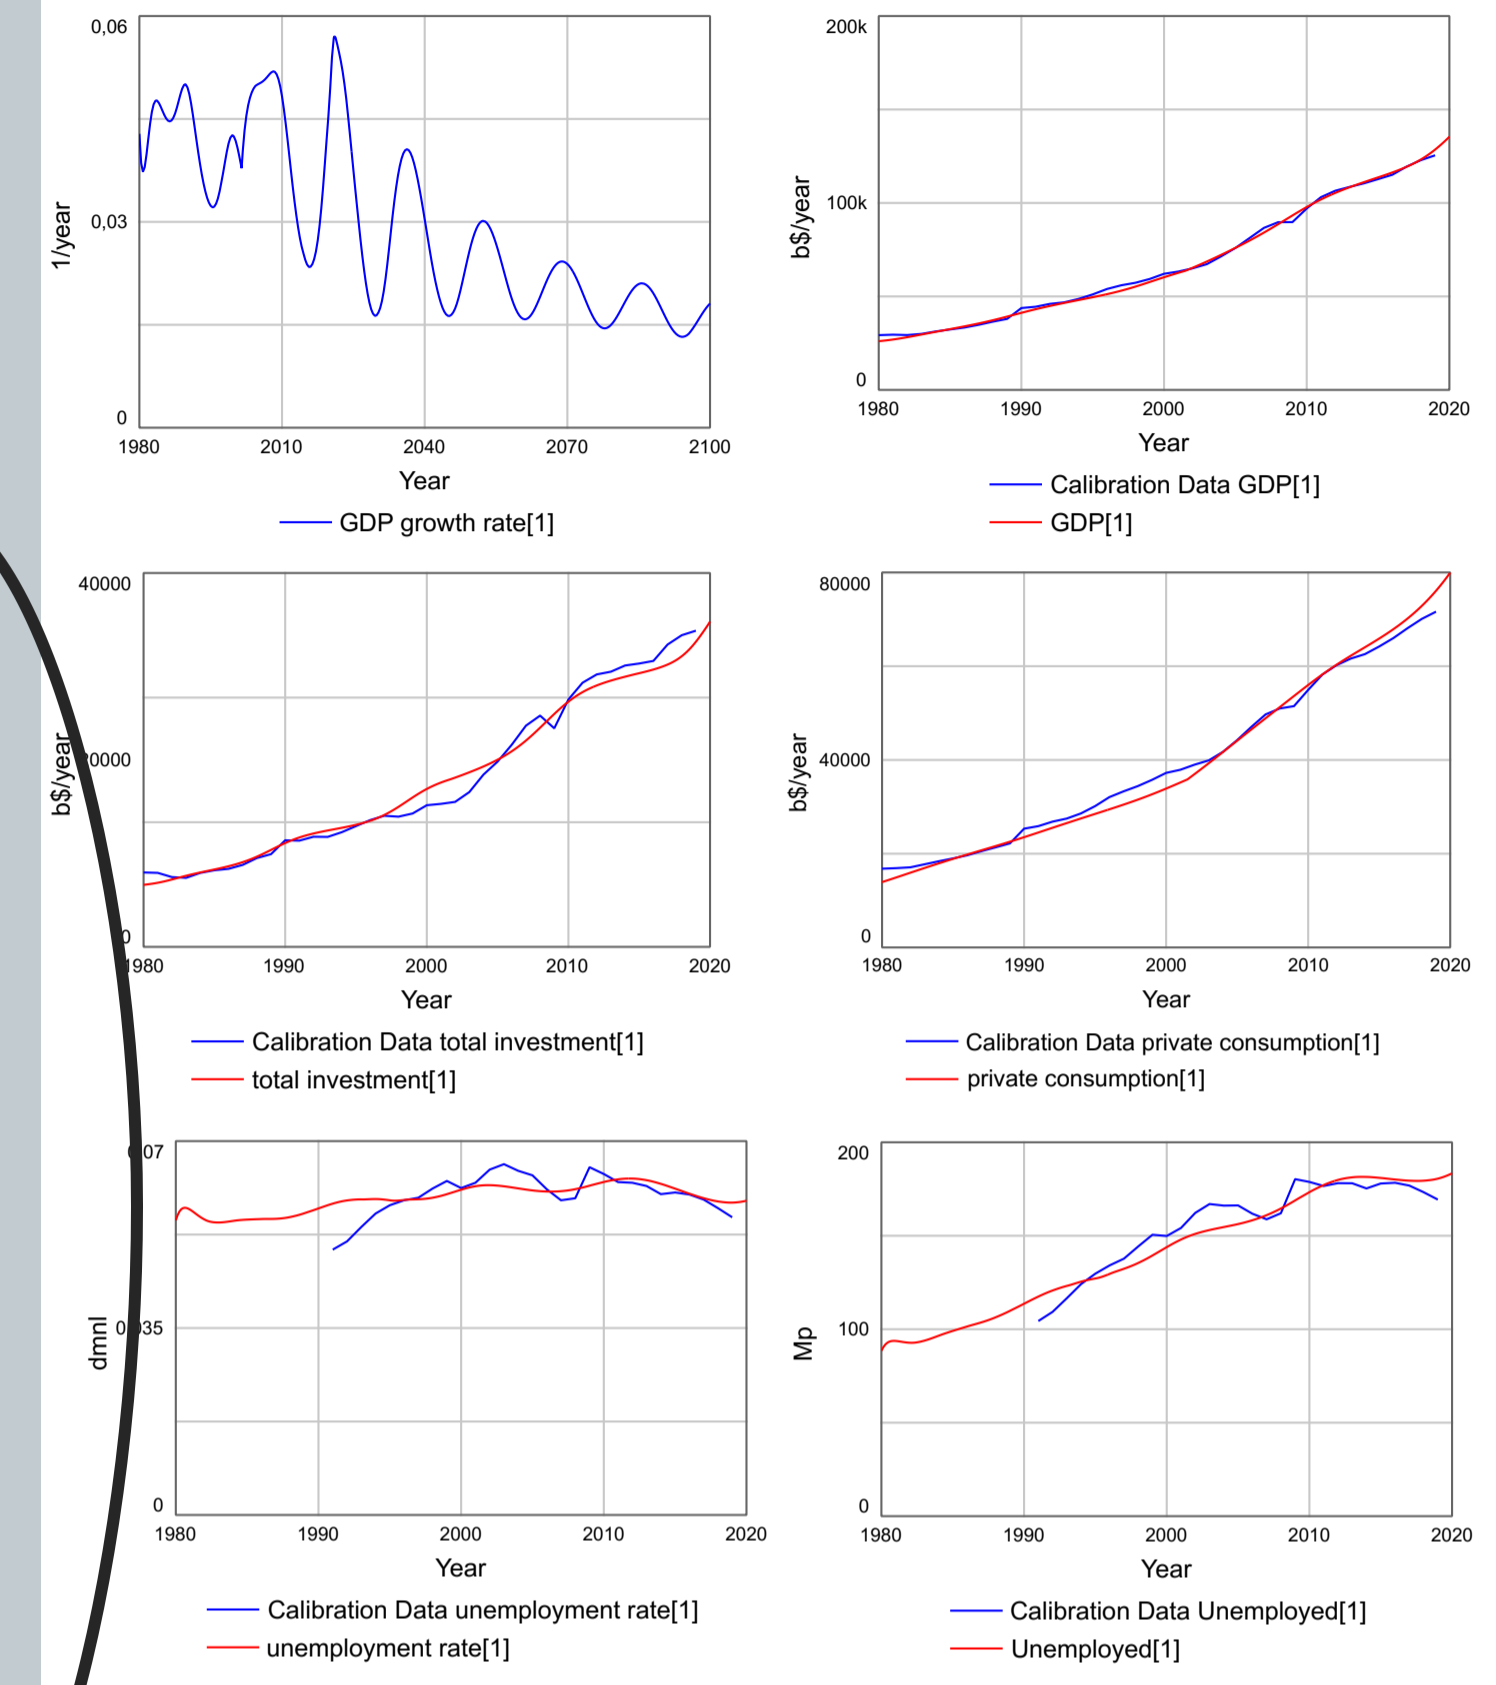 0,06
0,03
0
1/year
1980 2010 2040 2070 2100
Year
GDP growth rate[1]
200k
100k
0
b$/year
1980 1990 2000 2010 2020
Year
Calibration Data GDP[1]
GDP[1]
40000
0000
0
b$/year
1980 1990 2000 2010 2020
Year
Calibration Data total investment[1]
total investment[1]
80000
40000
0
b$/year
1980 1990 2000 2010 2020
Year
Calibration Data private consumption[1]
private consumption[1]
07
0,035
0
dmnl
1980 1990 2000 2010 2020
Year
Calibration Data unemployment rate[1]
unemployment rate[1]
200
100
0
Mp
1980 1990 2000 2010 2020
Year
Calibration Data Unemployed[1]
Unemployed[1]